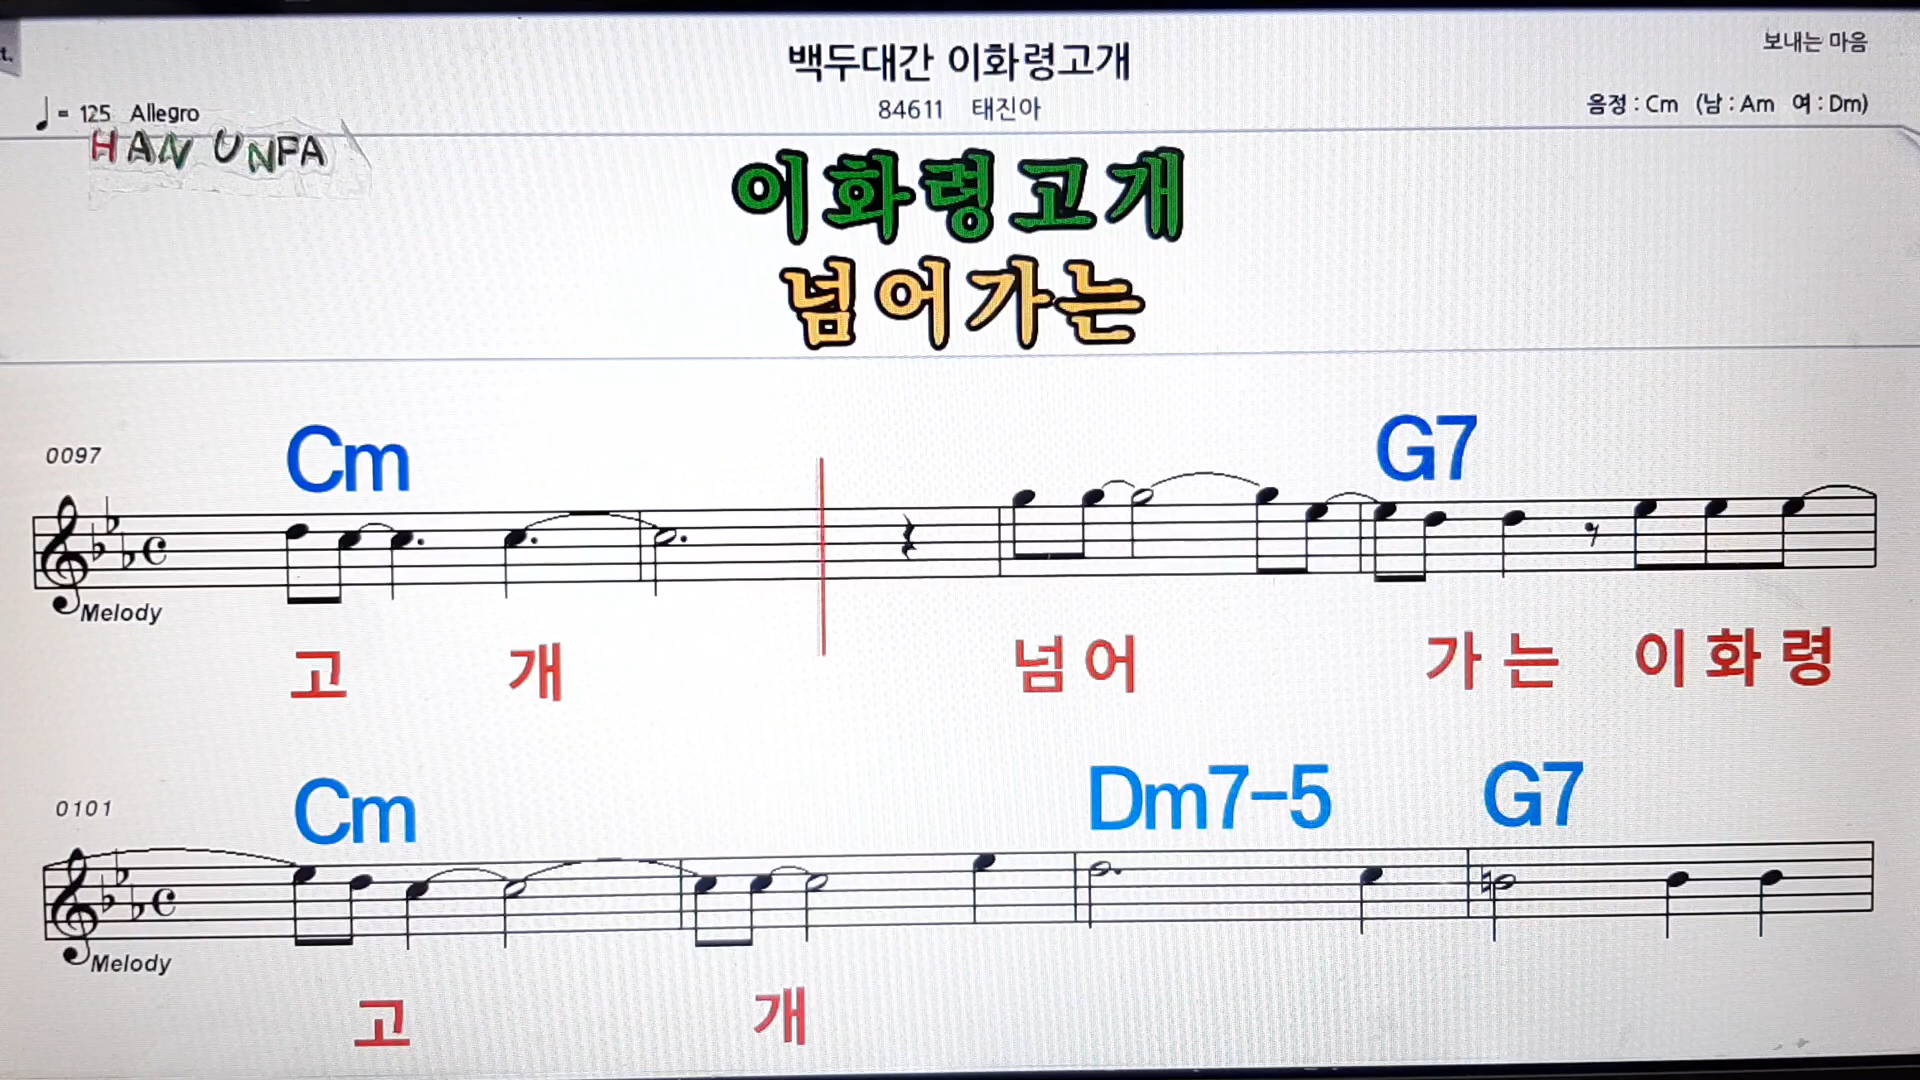 t.
백두대간 이화령고개
보내는 마음
= 125 Allegro
84611 태진아
음정 : Cm (남 : Am 여 : Dm)
HAN UNFA
이화령고개
넘어가는
0097
Cm
G7
Melody
고 개 넘 어 가 는 이 화 령
0101
Cm
Dm7-5
G7
Melody
고 개